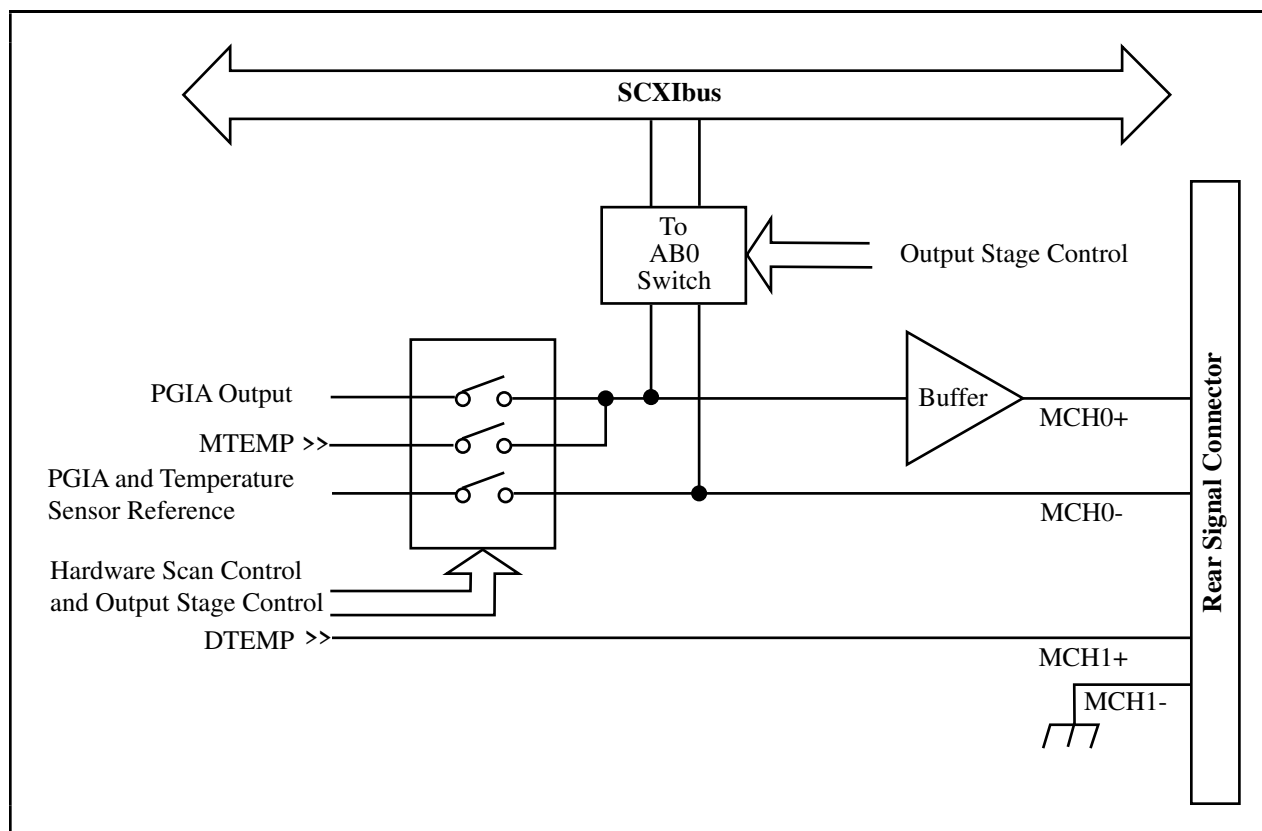 SCXIbus
To
AB0
Switch
Output Stage Control
PGIA Output
Buffer
MCH0+
MTEMP >>
PGIA and Temperature
Sensor Reference
MCH0-
Hardware Scan Control
and Output Stage Control
DTEMP >>
MCH1+
MCH1-
Rear Signal Connector